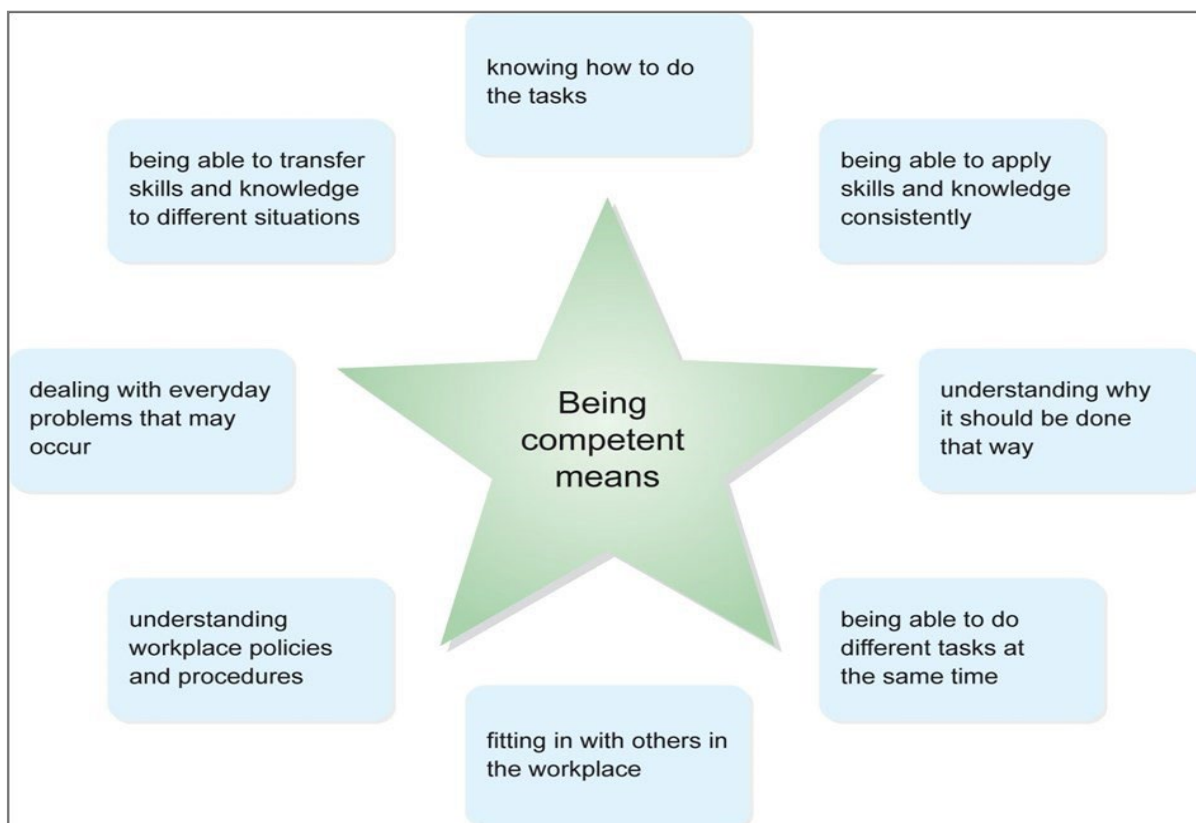 knowing how to do
the tasks
being able to transfer
skills and knowledge
to different situations
being able to apply
skills and knowledge
consistently
dealing with everyday
problems that may
occur
Being
competent
means
understanding why
it should be done
that way
understanding
workplace policies
and procedures
being able to do
different tasks at
the same time
fitting in with others in
the workplace